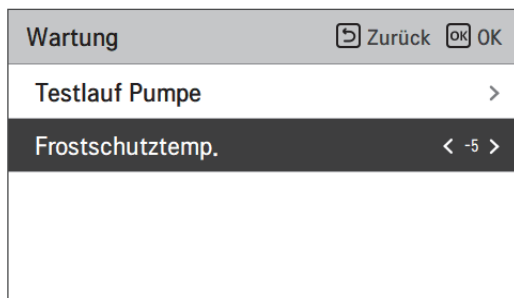 Wartung Zurück OK OK
Testlauf Pumpe >
Frostschutztemp. < -5 >